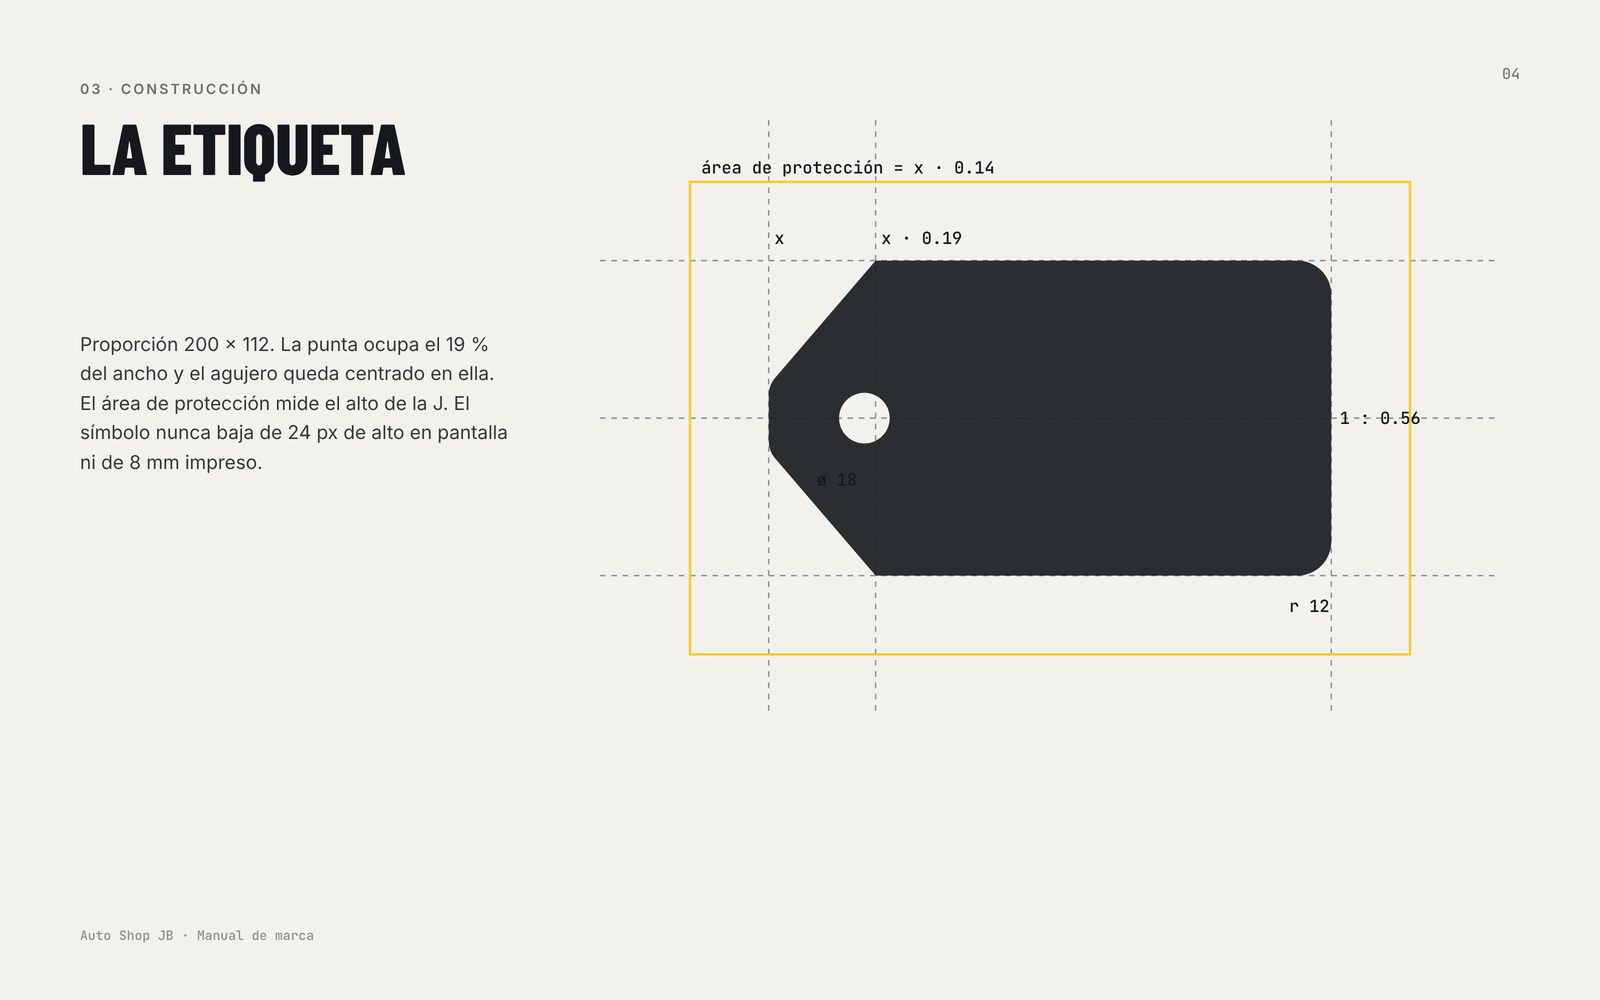 04
03 · CONSTRUCCIÓN
LA ETIQUETA
Proporción 200 × 112. La punta ocupa el 19 %
del ancho y el agujero queda centrado en ella.
El área de protección mide el alto de la J. El
símbolo nunca baja de 24 px de alto en pantalla
ni de 8 mm impreso.
área de protección = x · 0.14
x
x · 0.19
1 : 0.56
ø 18
r 12
Auto Shop JB · Manual de marca